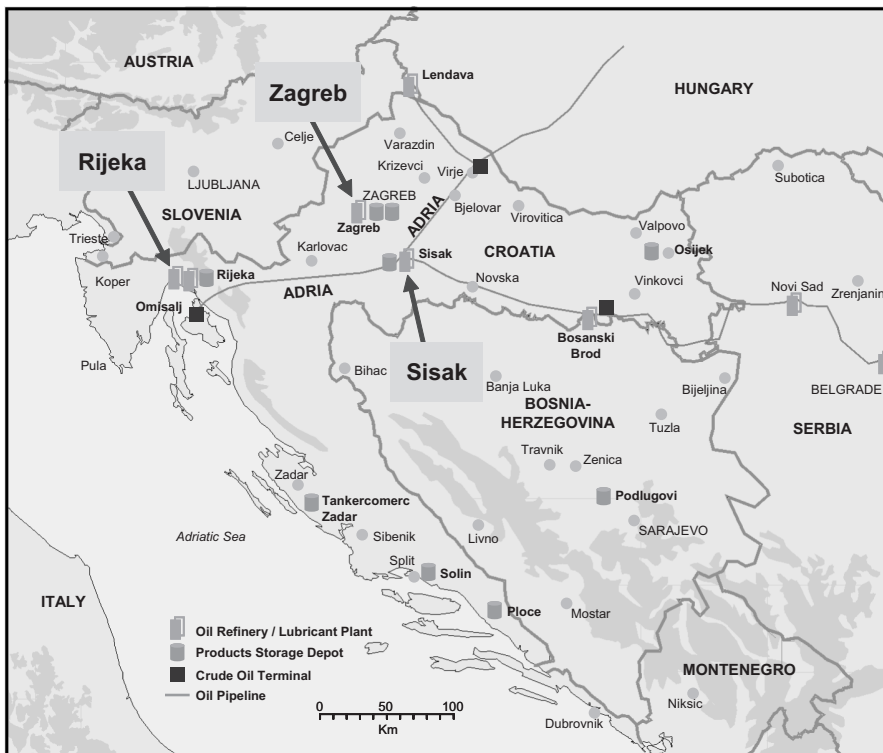 AUSTRIA
Lendava
HUNGARY
Zagreb
Celje
Varazdin
Rijeka
Krizevci
Virje
Subotica
LJUBLJANA
ZAGREB
Bjelovar
SLOVENIA
Zagreb
ADRIA
Virovitica
Valpovo
Trieste
Karlovac
Sisak
CROATIA
Osijek
Koper
Rijeka
Novska
Vinkovci
Novi Sad
Zrenjanin
Omisalj
ADRIA
Bosanski
Brod
Pula
Bihac
Sisak
Banja Luka
Bijeljina
BELGRADE
BOSNIA-
HERZEGOVINA
Tuzla
SERBIA
Travnik
Zenica
Zadar
Tankercomerc
Zadar
Podlugovi
SARAJEVO
Adriatic Sea
Sibenik
Livno
Split
Solin
ITALY
Ploce
Mostar
Oil Refinery / Lubricant Plant
Products Storage Depot
Crude Oil Terminal
Oil Pipeline
MONTENEGRO
Niksic
0 50 100
Km
Dubrovnik